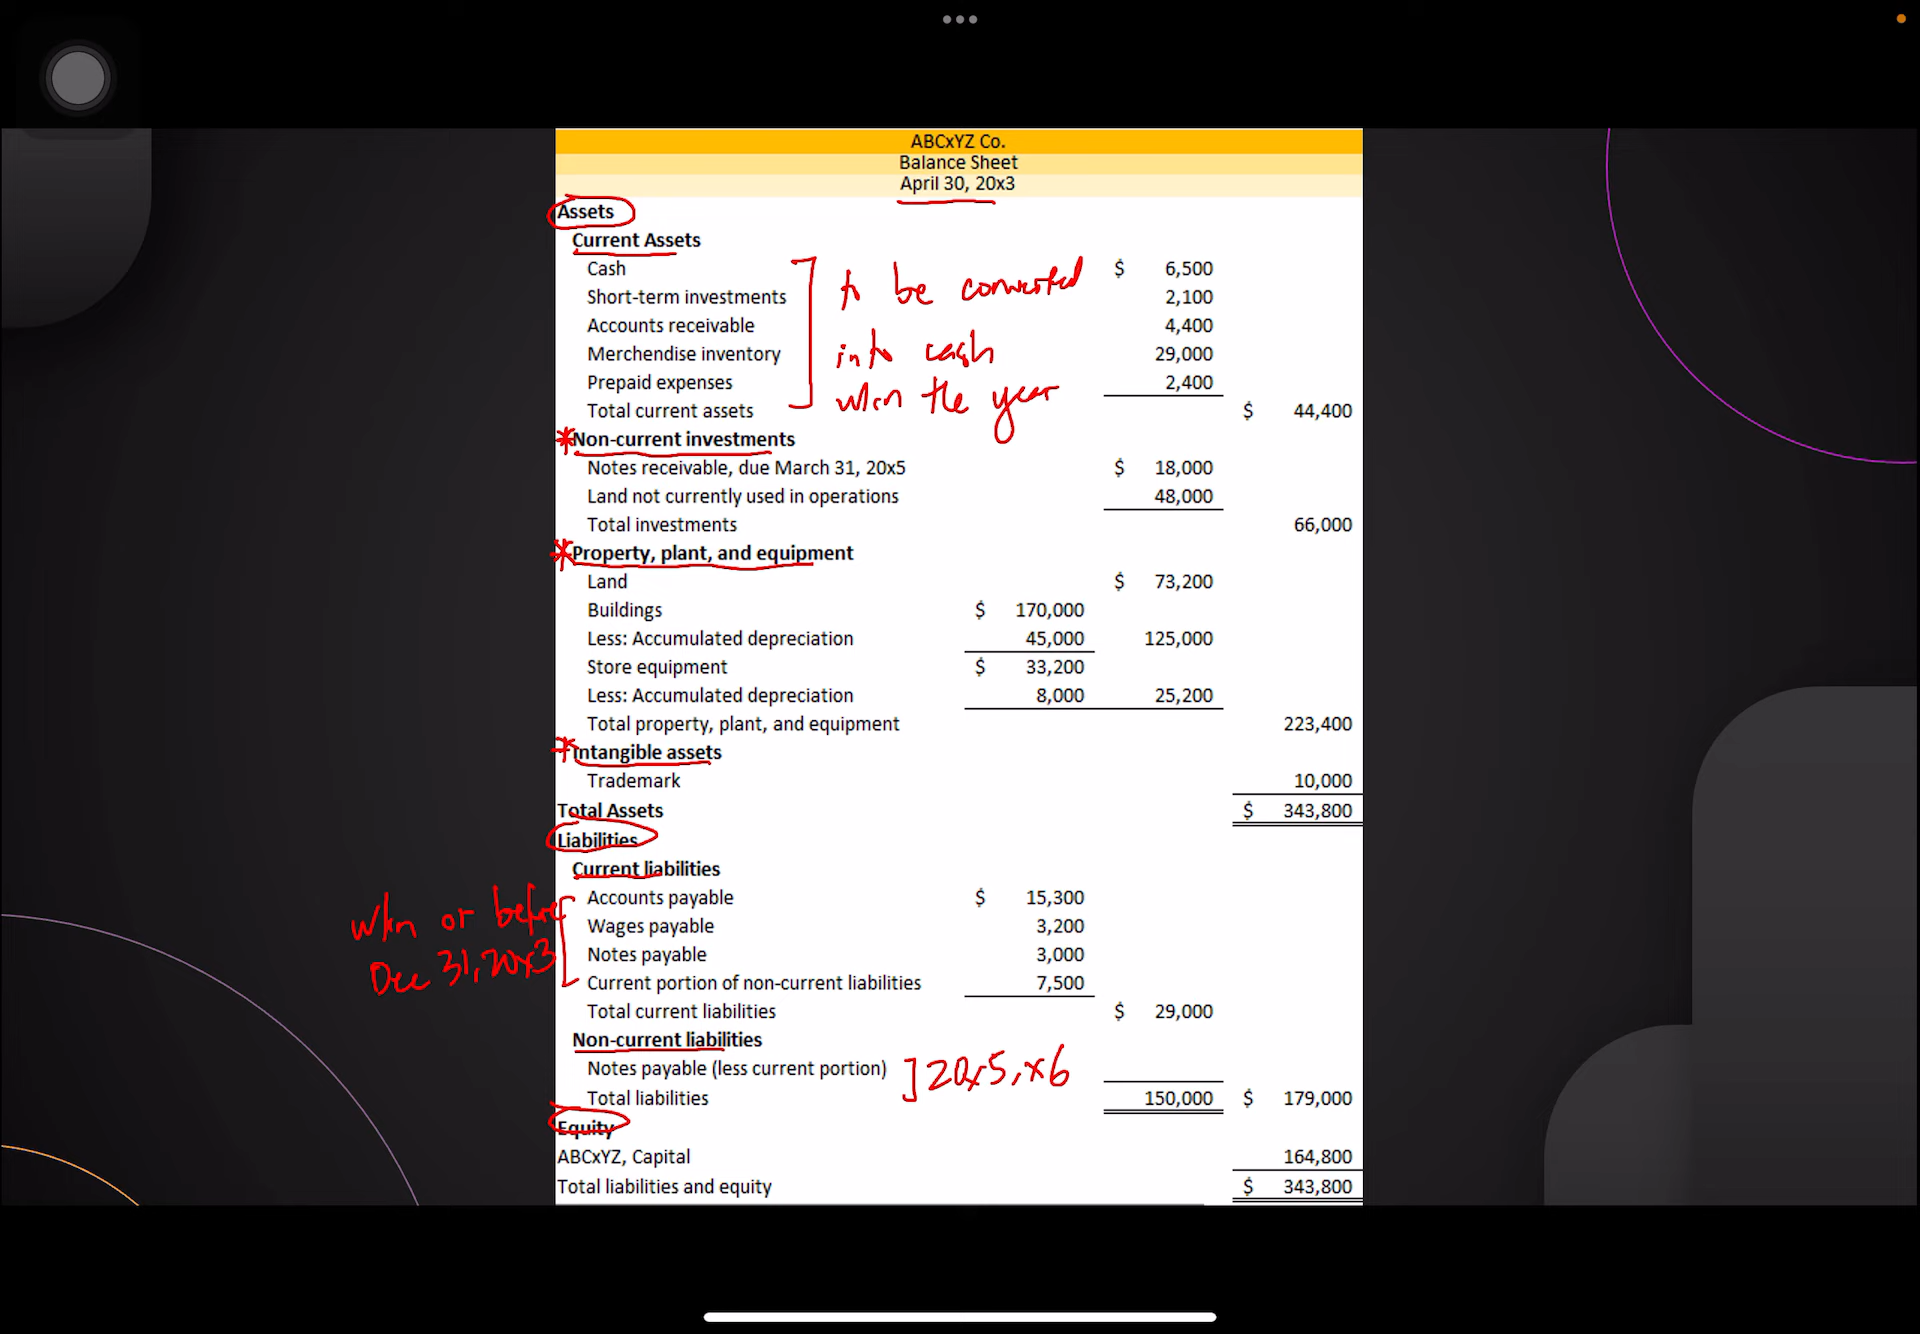 ABCxYZ Co.
Balance Sheet
April 30, 20x3
Assets
Current Assets
Cash $ 6,500
Short-term investments 2,100
Accounts receivable 4,400
Merchendise inventory 29,000
Prepaid expenses 2,400
Total current assets $ 44,400
to be converted
into cash
w/in the year
*Non-current investments
Notes receivable, due March 31, 20x5 $ 18,000
Land not currently used in operations 48,000
Total investments 66,000
*Property, plant, and equipment
Land $ 73,200
Buildings $ 170,000
Less: Accumulated depreciation 45,000 125,000
Store equipment $ 33,200
Less: Accumulated depreciation 8,000 25,200
Total property, plant, and equipment 223,400
*Intangible assets
Trademark 10,000
Total Assets $ 343,800
Liabilities
Current liabilities
Accounts payable $ 15,300
Wages payable 3,200
Notes payable 3,000
Current portion of non-current liabilities 7,500
Total current liabilities $ 29,000
w/in or before
Dec 31, 20x3
Non-current liabilities
Notes payable (less current portion) ] 20x5, x6
Total liabilities 150,000 $ 179,000
Equity
ABCxYZ, Capital 164,800
Total liabilities and equity $ 343,800